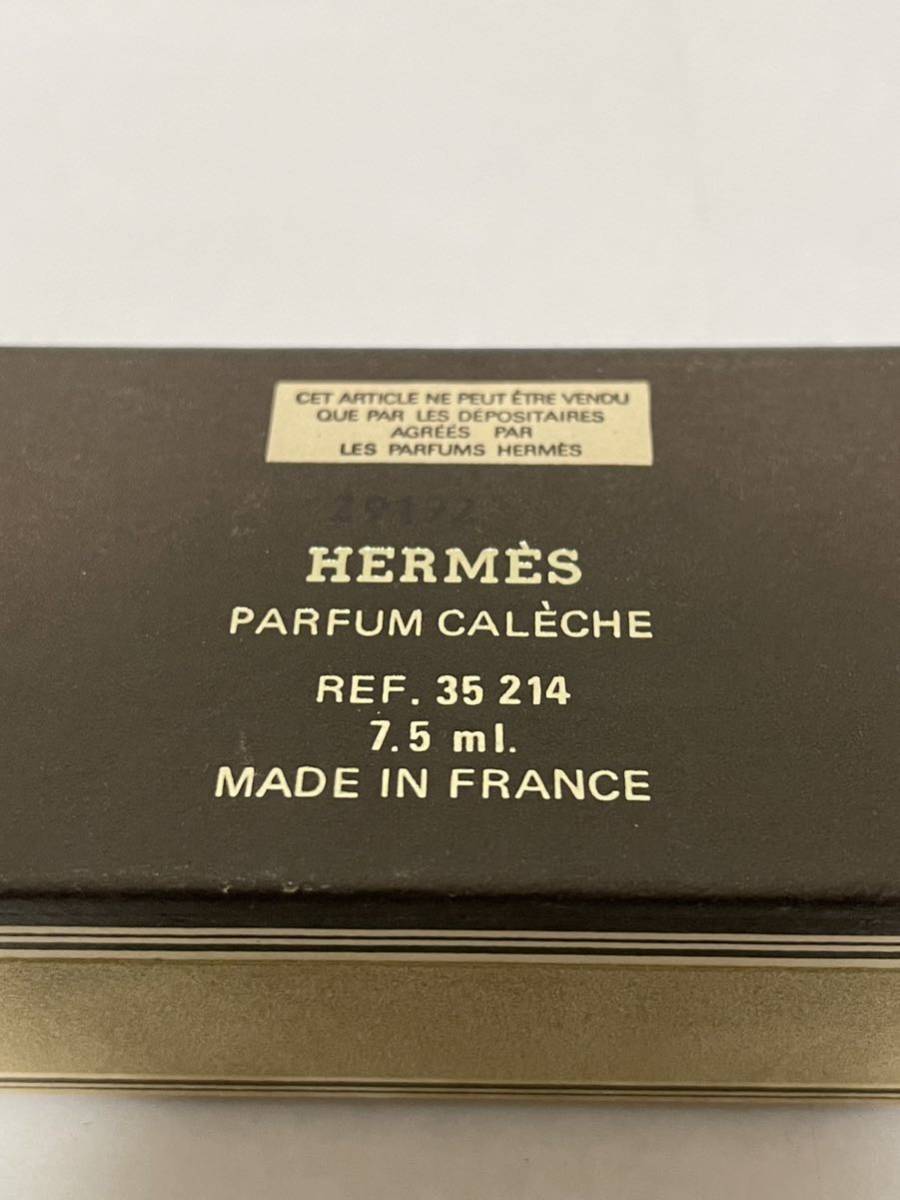 CET ARTICLE NE PEUT ÊTRE VENDU
QUE PAR LES DÉPOSITAIRES
AGRÉÉS PAR
LES PARFUMS HERMÈS
29192
HERMÈS
PARFUM CALÈCHE
REF. 35 214
7.5 ml.
MADE IN FRANCE